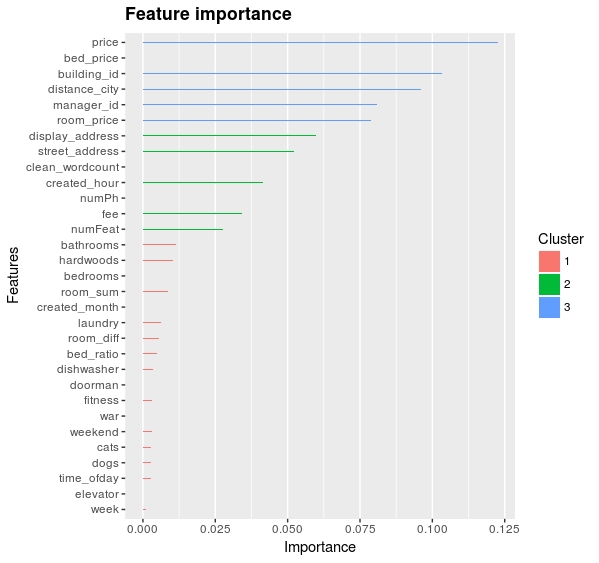 Feature importance
price
bed_price
building_id
distance_city
manager_id
room_price
display_address
street_address
clean_wordcount
created_hour
numPh
fee
numFeat
bathrooms
hardwoods
bedrooms
room_sum
created_month
laundry
room_diff
bed_ratio
dishwasher
doorman
fitness
war
weekend
cats
dogs
time_ofday
elevator
week
Features
0.000 0.025 0.050 0.075 0.100 0.125
Importance
Cluster
1
2
3